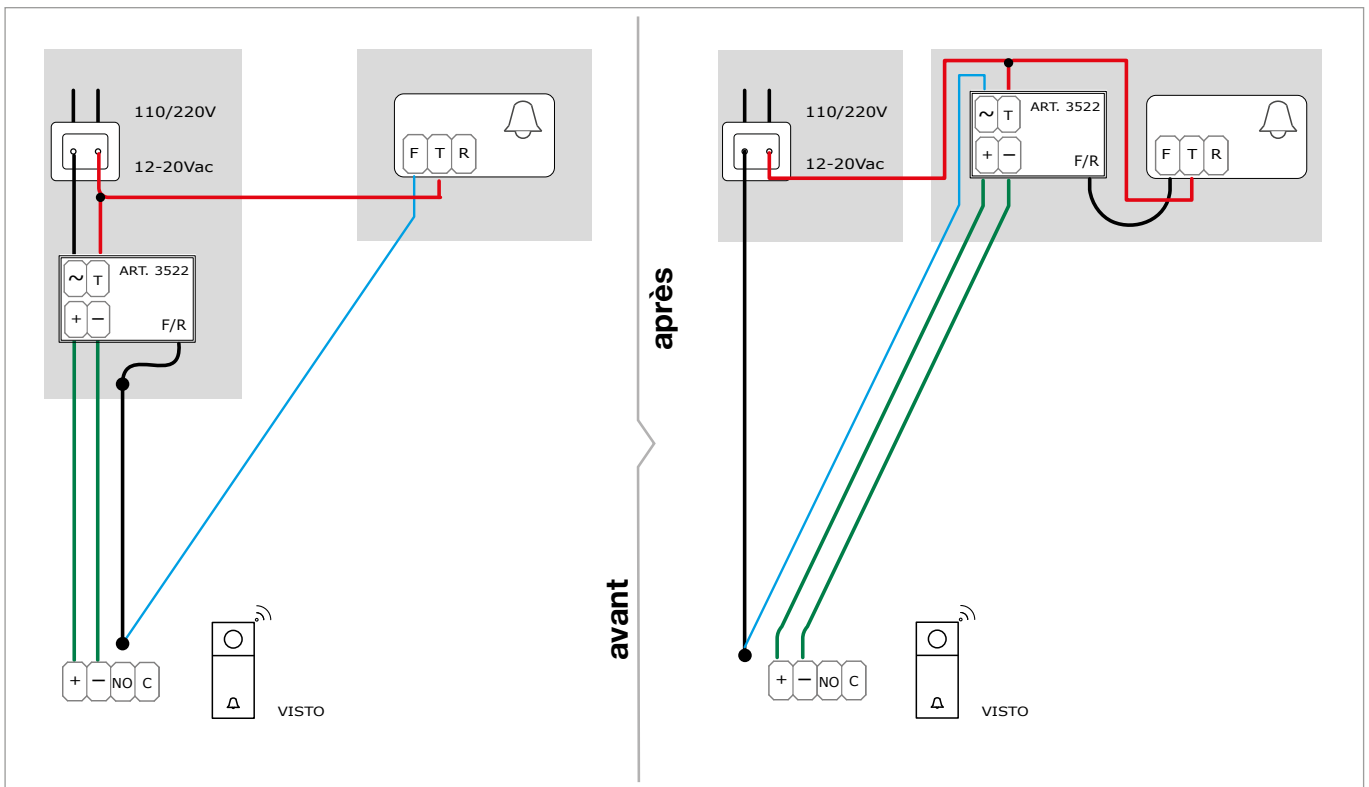 110/220V
12-20Vac
F T R
~ T ART. 3522
+ − F/R
+ − NO C
VISTO
avant
après
110/220V
12-20Vac
~ T ART. 3522
+ − F/R
F T R
+ − NO C
VISTO